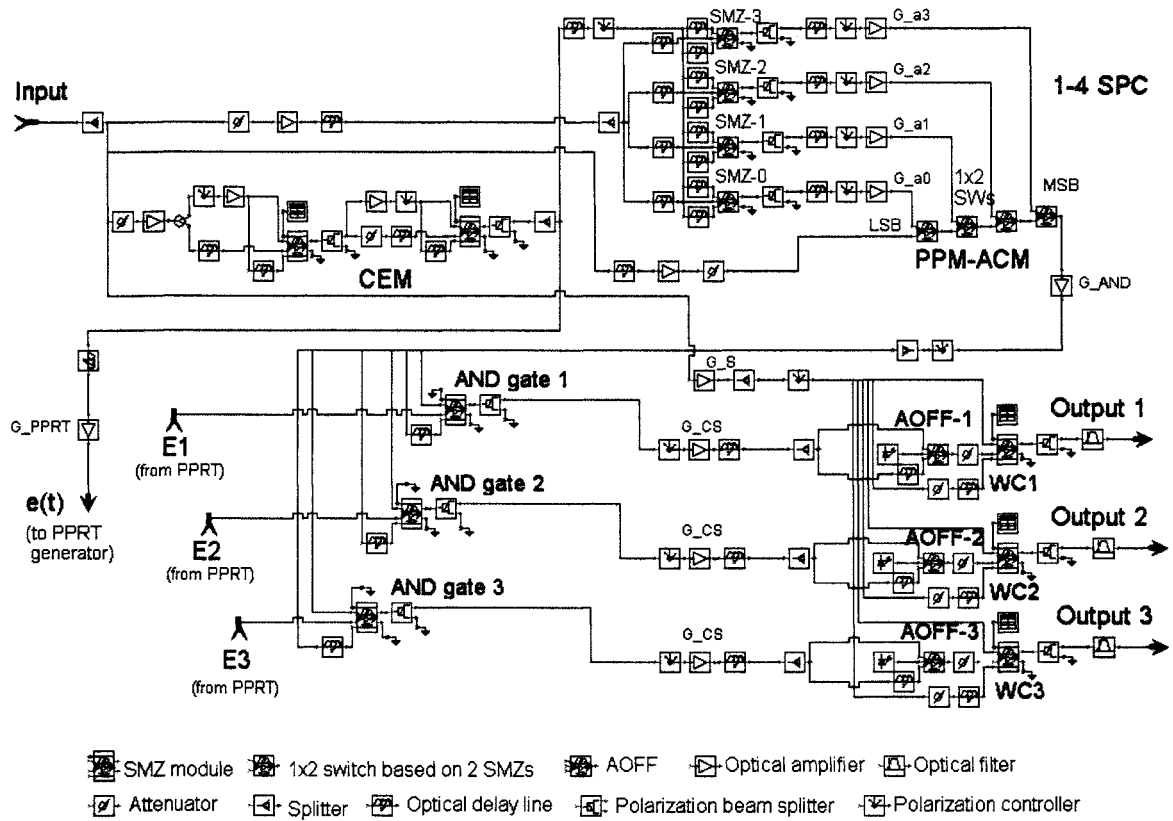 SMZ-3
G_a3
Input
SMZ-2
G_a2
1-4 SPC
SMZ-1
G_a1
SMZ-0
G_a0
1x2
SWs
MSB
LSB
PPM-ACM
CEM
G_AND
G_S
AND gate 1
G_PPRT
E1
(from PPRT)
G_CS
AOFF-1
Output 1
WC1
e(t)
(to PPRT
generator)
AND gate 2
E2
(from PPRT)
G_CS
AOFF-2
Output 2
WC2
AND gate 3
E3
(from PPRT)
G_CS
AOFF-3
Output 3
WC3
SMZ module 1x2 switch based on 2 SMZs AOFF Optical amplifier Optical filter
Attenuator Splitter Optical delay line Polarization beam splitter Polarization controller